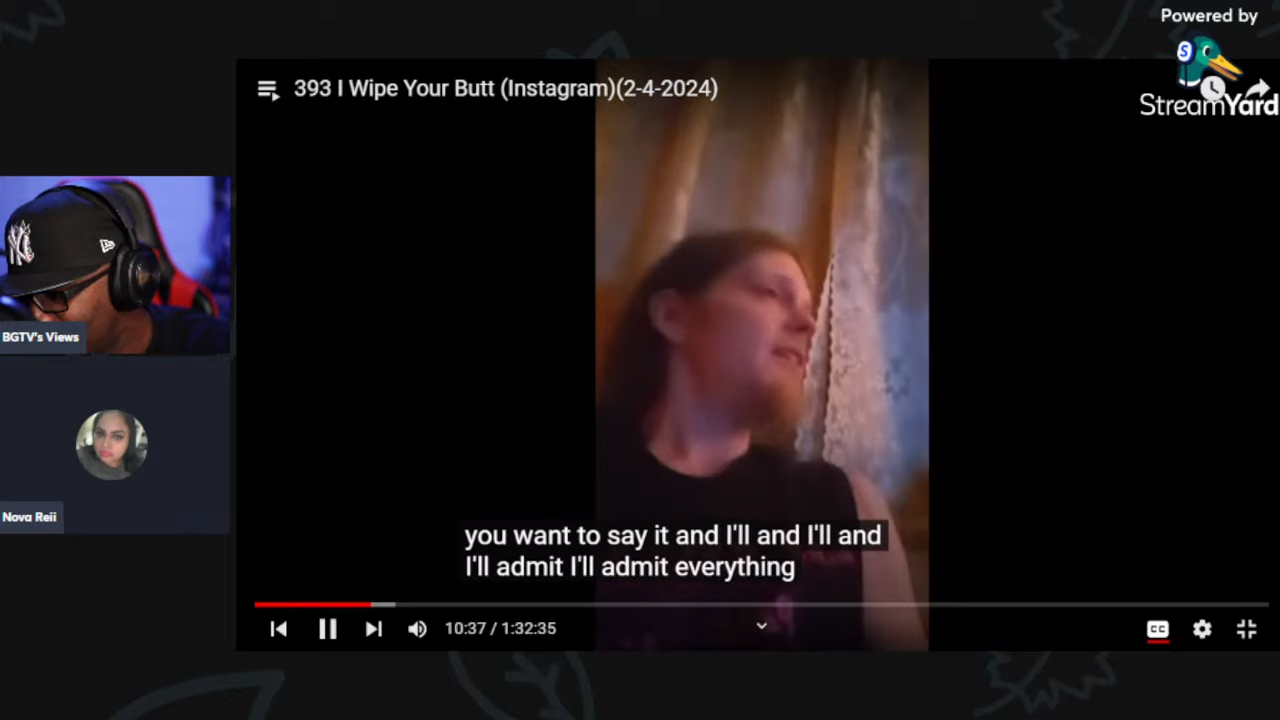 Powered by
StreamYard
393 I Wipe Your Butt (Instagram)(2-4-2024)
BGTV's Views
Nova Reii
you want to say it and I'll and I'll and
I'll admit I'll admit everything
10:37 / 1:32:35
CC